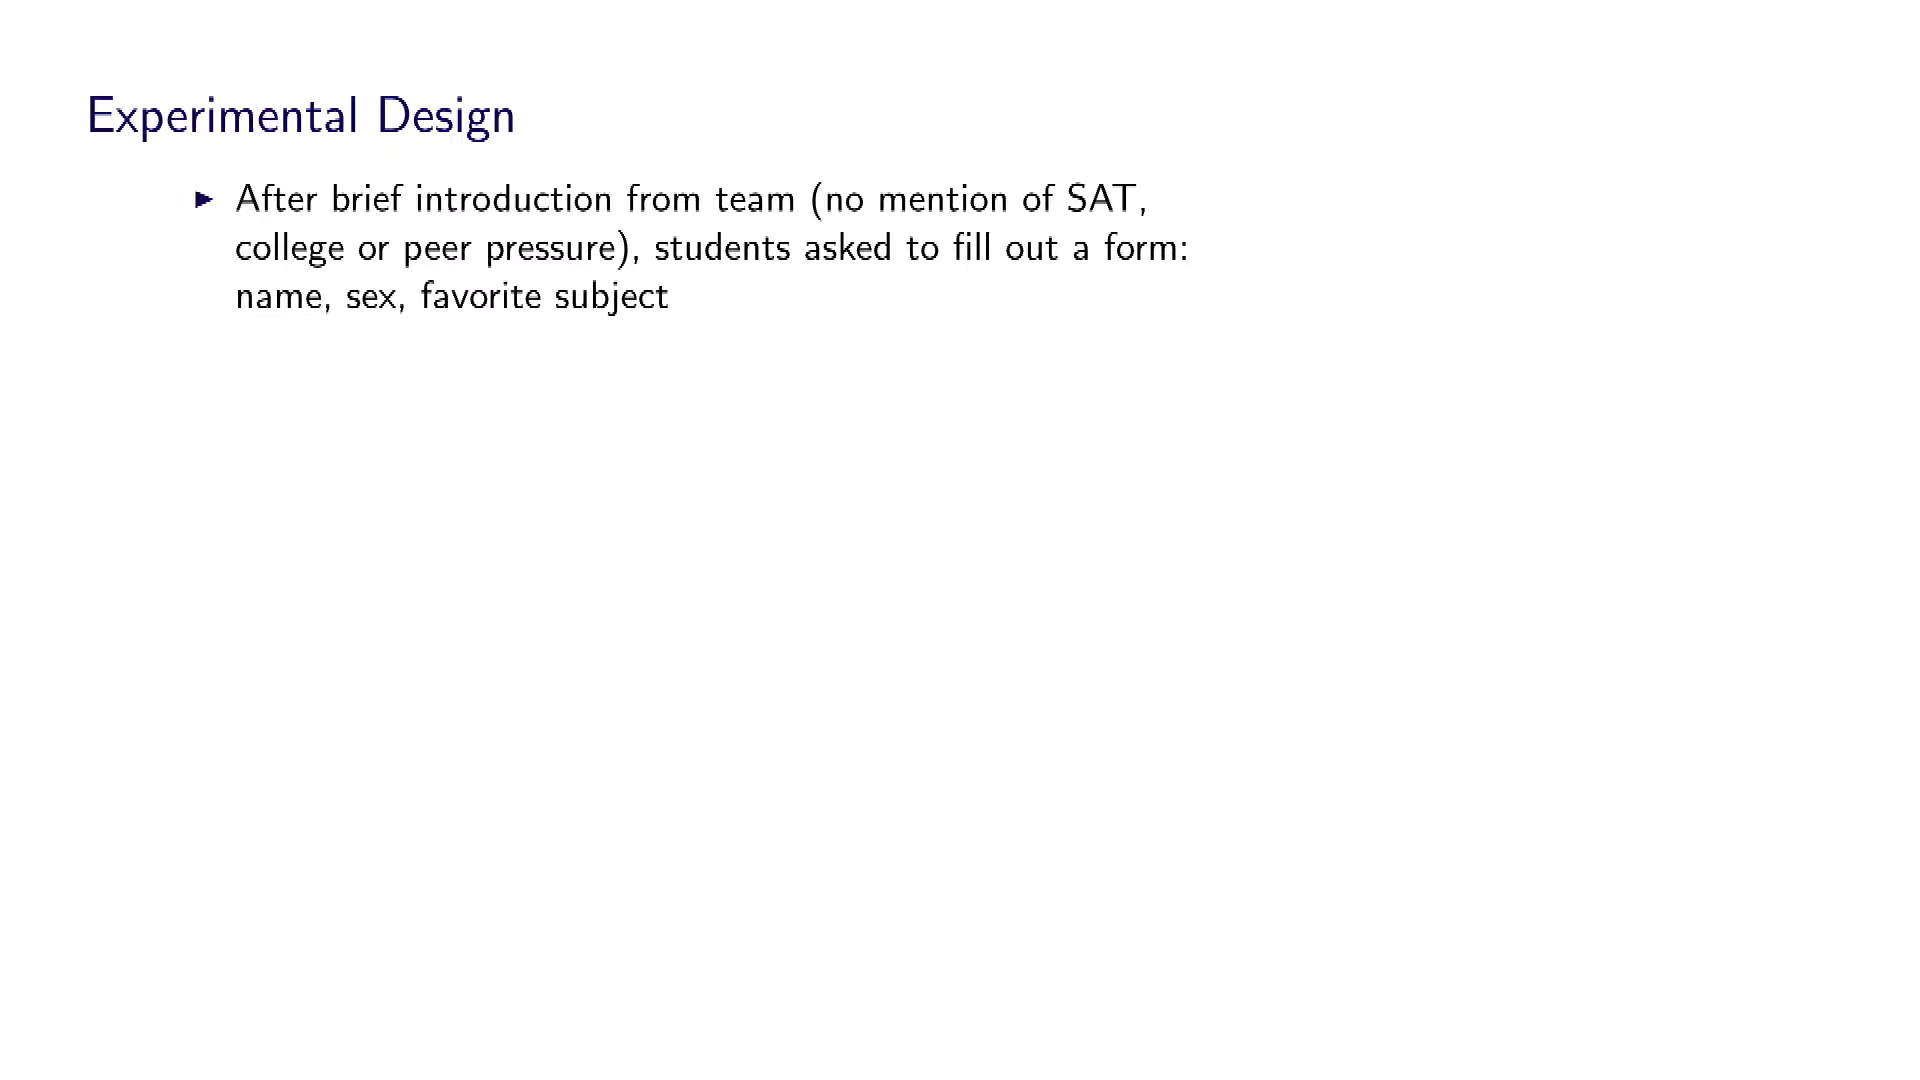 Experimental Design
▶ After brief introduction from team (no mention of SAT,
college or peer pressure), students asked to fill out a form:
name, sex, favorite subject